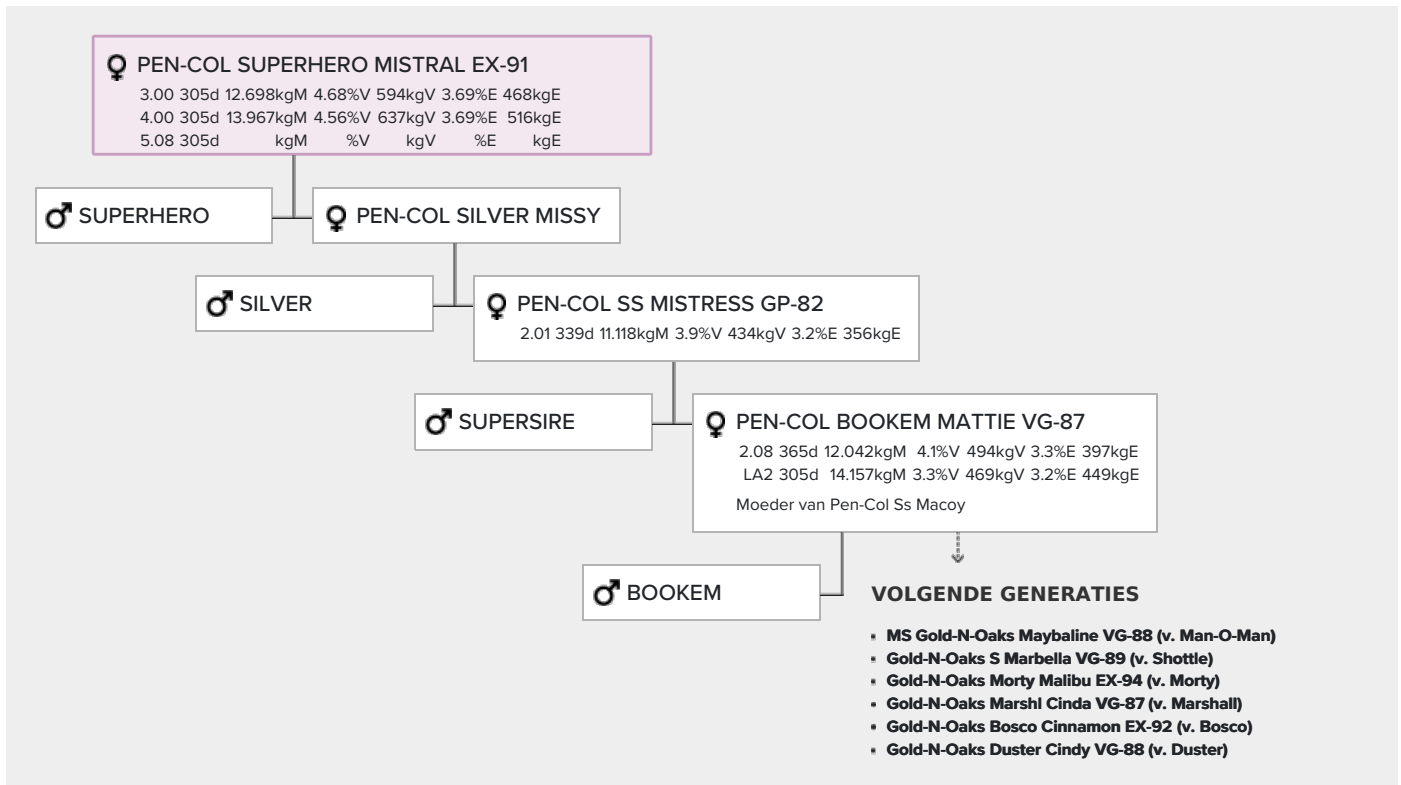 PEN-COL SUPERHERO MISTRAL EX-91
3.00 305d 12.698kgM 4.68%V 594kgV 3.69%E 468kgE
4.00 305d 13.967kgM 4.56%V 637kgV 3.69%E 516kgE
5.08 305d kgM %V kgV %E kgE
SUPERHERO
PEN-COL SILVER MISSY
SILVER
PEN-COL SS MISTRESS GP-82
2.01 339d 11.118kgM 3.9%V 434kgV 3.2%E 356kgE
SUPERSIRE
PEN-COL BOOKEM MATTIE VG-87
2.08 365d 12.042kgM 4.1%V 494kgV 3.3%E 397kgE
LA2 305d 14.157kgM 3.3%V 469kgV 3.2%E 449kgE
Moeder van Pen-Col Ss Macoy
BOOKEM
VOLGENDE GENERATIES
▪ MS Gold-N-Oaks Maybaline VG-88 (v. Man-O-Man)
▪ Gold-N-Oaks S Marbella VG-89 (v. Shottle)
▪ Gold-N-Oaks Morty Malibu EX-94 (v. Morty)
▪ Gold-N-Oaks Marshl Cinda VG-87 (v. Marshall)
▪ Gold-N-Oaks Bosco Cinnamon EX-92 (v. Bosco)
▪ Gold-N-Oaks Duster Cindy VG-88 (v. Duster)